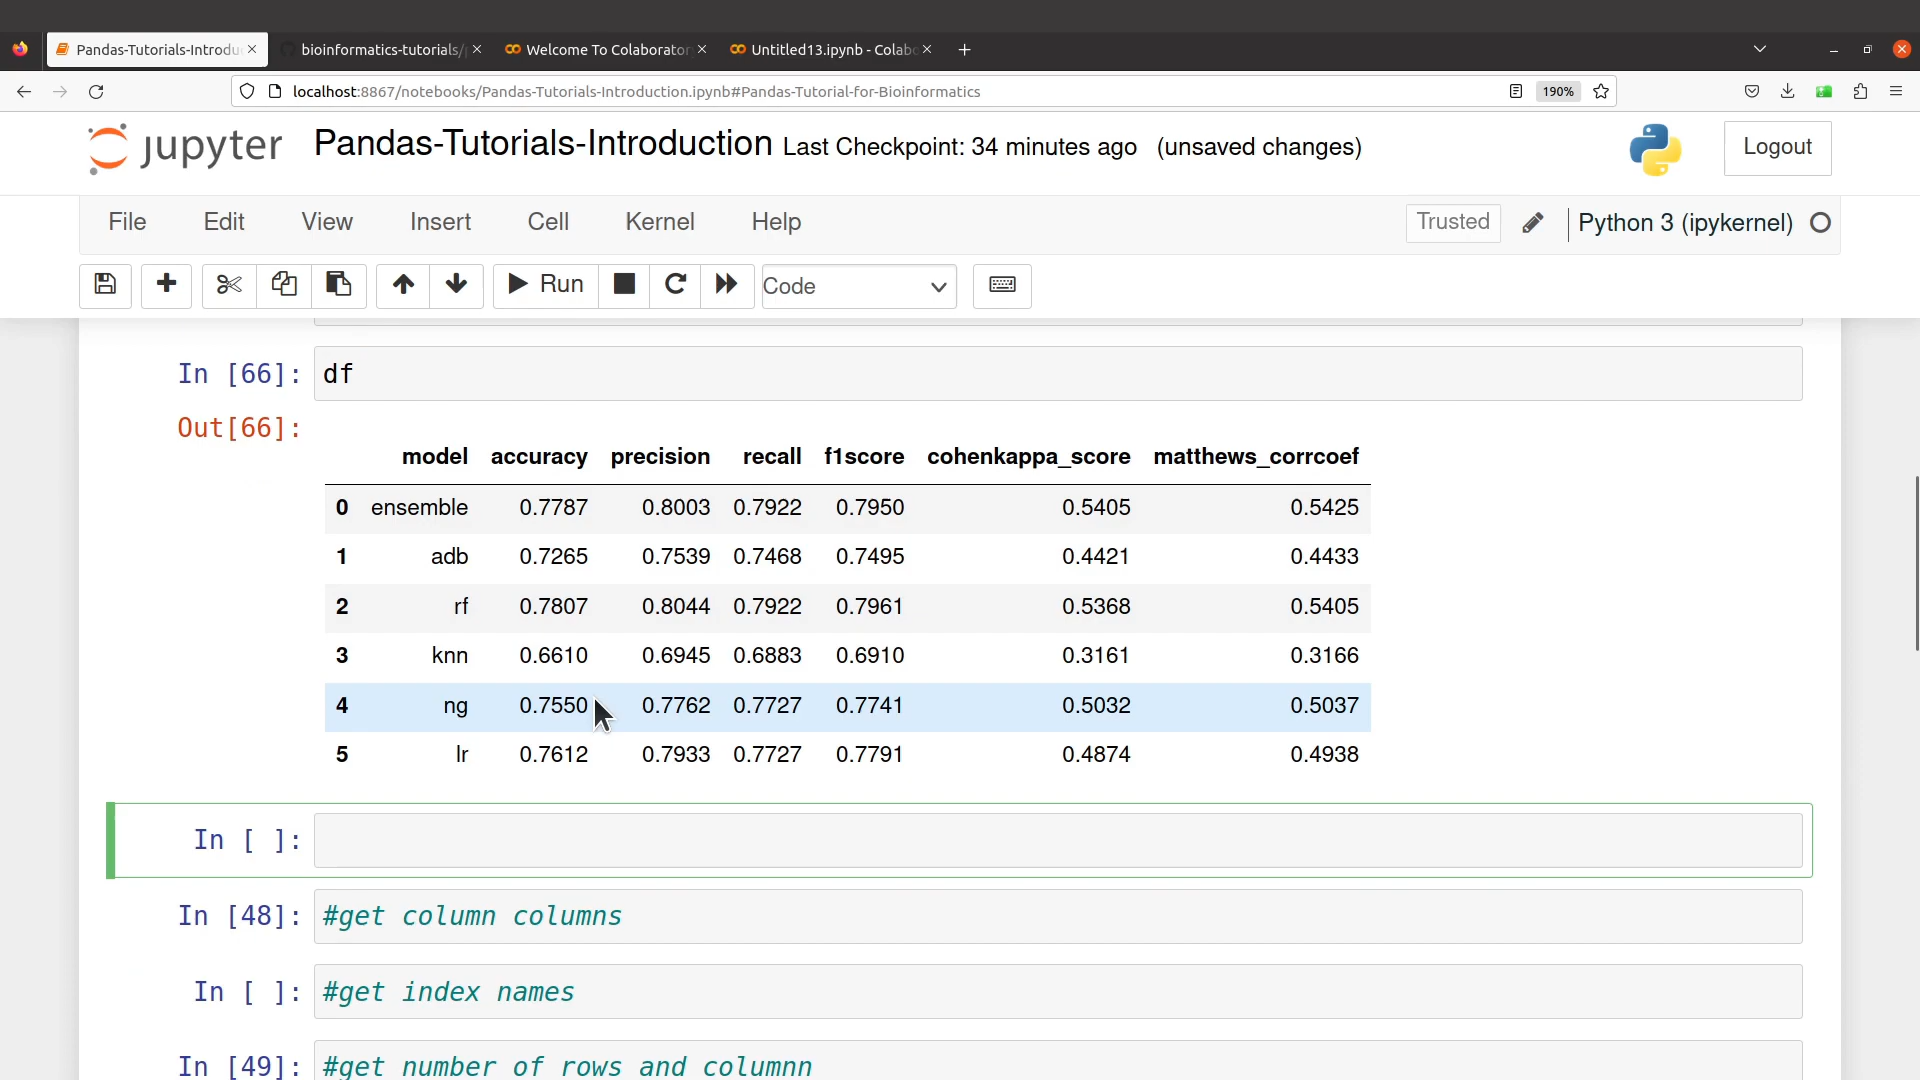 Pandas-Tutorials-Introdu
bioinformatics-tutorials/
Welcome To Colaborator
Untitled13.ipynb - Colab
localhost:8867/notebooks/Pandas-Tutorials-Introduction.ipynb#Pandas-Tutorial-for-Bioinformatics
190%
jupyter Pandas-Tutorials-Introduction Last Checkpoint: 34 minutes ago (unsaved changes)
Logout
File Edit View Insert Cell Kernel Help
Trusted
Python 3 (ipykernel)
Run
Code
In [66]: df
Out[66]:
model accuracy precision recall f1score cohenkappa_score matthews_corrcoef
0 ensemble 0.7787 0.8003 0.7922 0.7950 0.5405 0.5425
1 adb 0.7265 0.7539 0.7468 0.7495 0.4421 0.4433
2 rf 0.7807 0.8044 0.7922 0.7961 0.5368 0.5405
3 knn 0.6610 0.6945 0.6883 0.6910 0.3161 0.3166
4 ng 0.7550 0.7762 0.7727 0.7741 0.5032 0.5037
5 lr 0.7612 0.7933 0.7727 0.7791 0.4874 0.4938
In [ ]:
In [48]: #get column columns
In [ ]: #get index names
In [49]: #get number of rows and columnn